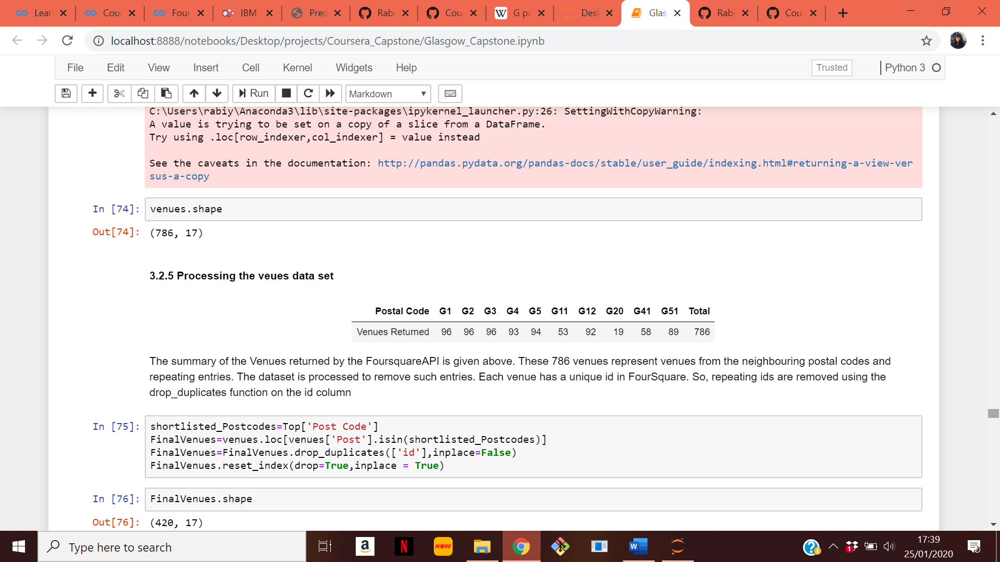 Lear
Cour
Four
IBM
Pred
Rabi
Cour
W G po
Desk
Glas
Rabi
Cour
localhost:8888/notebooks/Desktop/projects/Coursera_Capstone/Glasgow_Capstone.ipynb
File Edit View Insert Cell Kernel Widgets Help Trusted Python 3
Run Markdown
C:\Users\rabiy\Anaconda3\lib\site-packages\ipykernel_launcher.py:26: SettingWithCopyWarning:
A value is trying to be set on a copy of a slice from a DataFrame.
Try using .loc[row_indexer,col_indexer] = value instead
See the caveats in the documentation: http://pandas.pydata.org/pandas-docs/stable/user_guide/indexing.html#returning-a-view-ver
sus-a-copy
In [74]: venues.shape
Out[74]: (786, 17)
3.2.5 Processing the veues data set
Postal Code G1 G2 G3 G4 G5 G11 G12 G20 G41 G51 Total
Venues Returned 96 96 96 93 94 53 92 19 58 89 786
The summary of the Venues returned by the FoursquareAPI is given above. These 786 venues represent venues from the neighbouring postal codes and
repeating entries. The dataset is processed to remove such entries. Each venue has a unique id in FourSquare. So, repeating ids are removed using the
drop_duplicates function on the id column
In [75]: shortlisted_Postcodes=Top['Post Code']
FinalVenues=venues.loc[venues['Post'].isin(shortlisted_Postcodes)]
FinalVenues=FinalVenues.drop_duplicates(['id'],inplace=False)
FinalVenues.reset_index(drop=True,inplace = True)
In [76]: FinalVenues.shape
Out[76]: (420, 17)
Type here to search
a
N
NOW
W
1
17:39
25/01/2020